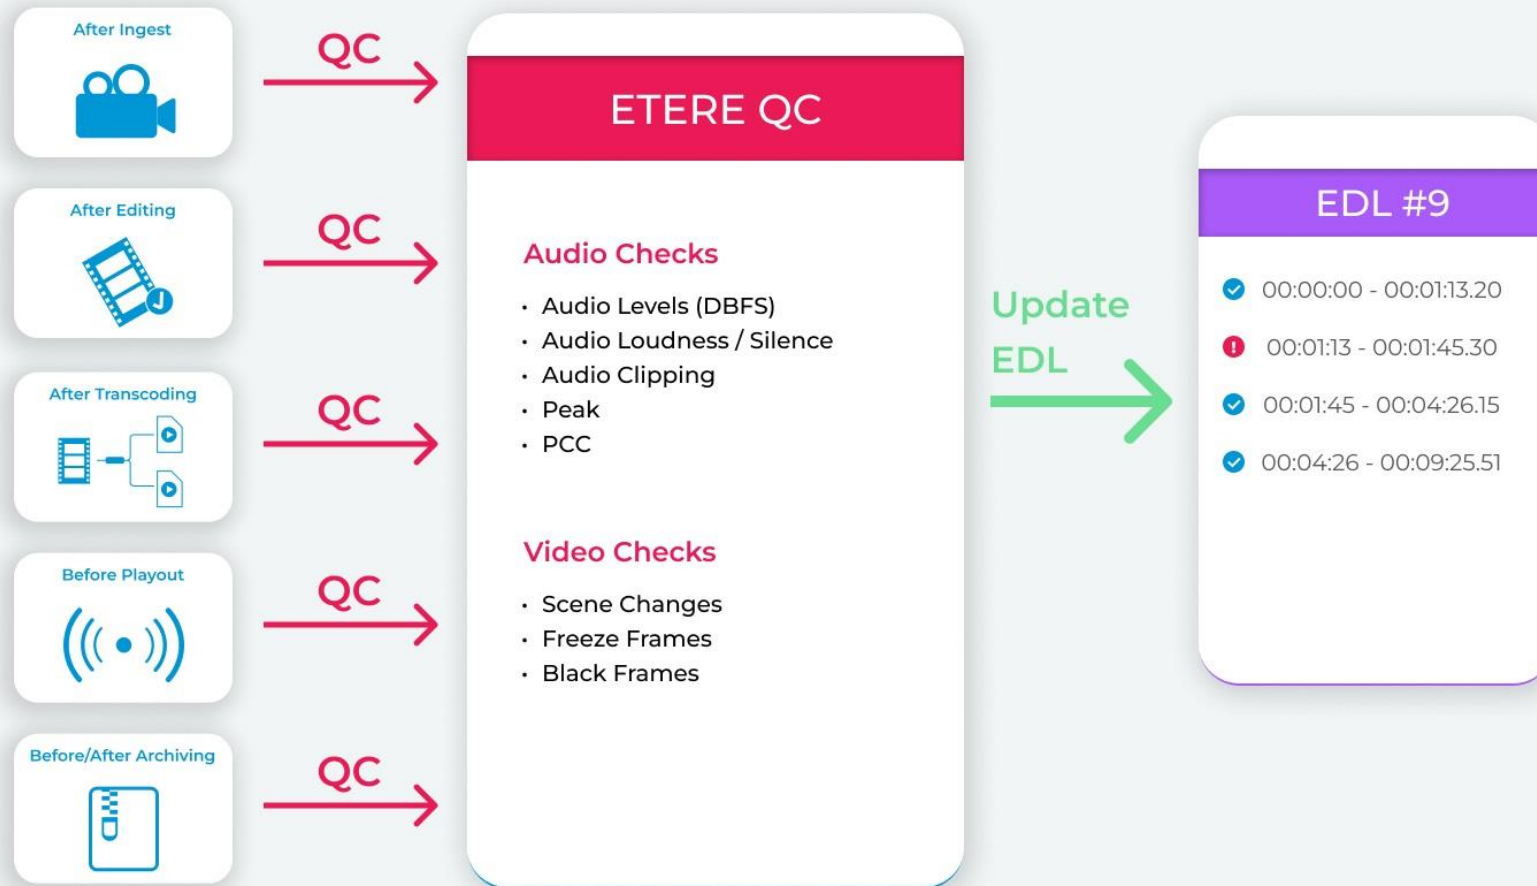 After Ingest
QC
After Editing
QC
After Transcoding
QC
Before Playout
QC
Before/After Archiving
QC
ETERE QC
Audio Checks
· Audio Levels (DBFS)
· Audio Loudness / Silence
· Audio Clipping
· Peak
· PCC
Video Checks
· Scene Changes
· Freeze Frames
· Black Frames
Update
EDL
EDL #9
00:00:00 - 00:01:13.20
00:01:13 - 00:01:45.30
00:01:45 - 00:04:26.15
00:04:26 - 00:09:25.51